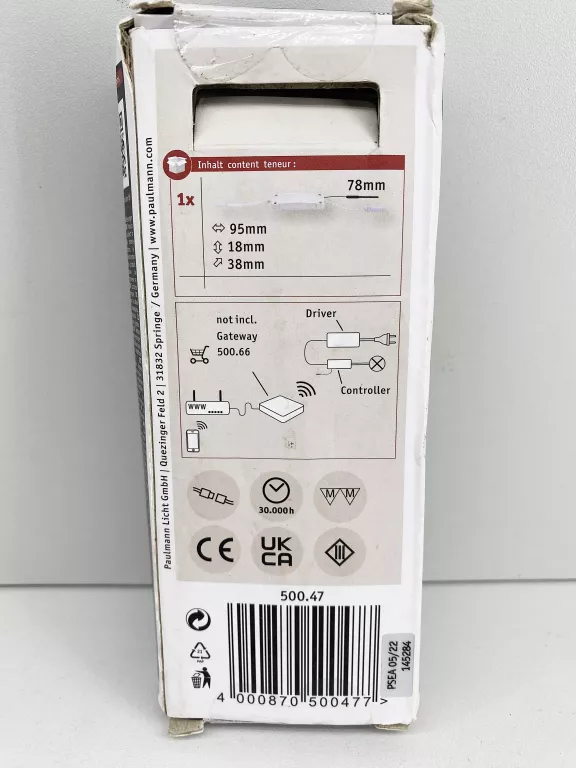 Inhalt content teneur :
1x
78mm
95mm
18mm
38mm
not incl.
Gateway
500.66
Driver
Controller
WWW
30.000h
M M
CE
UK
CA
500.47
4 000870 500477 >
PSEA 05/22
145284
21
PAP
Paulmann Licht GmbH | Quezinger Feld 2 | 31832 Springe / Germany | www.paulmann.com